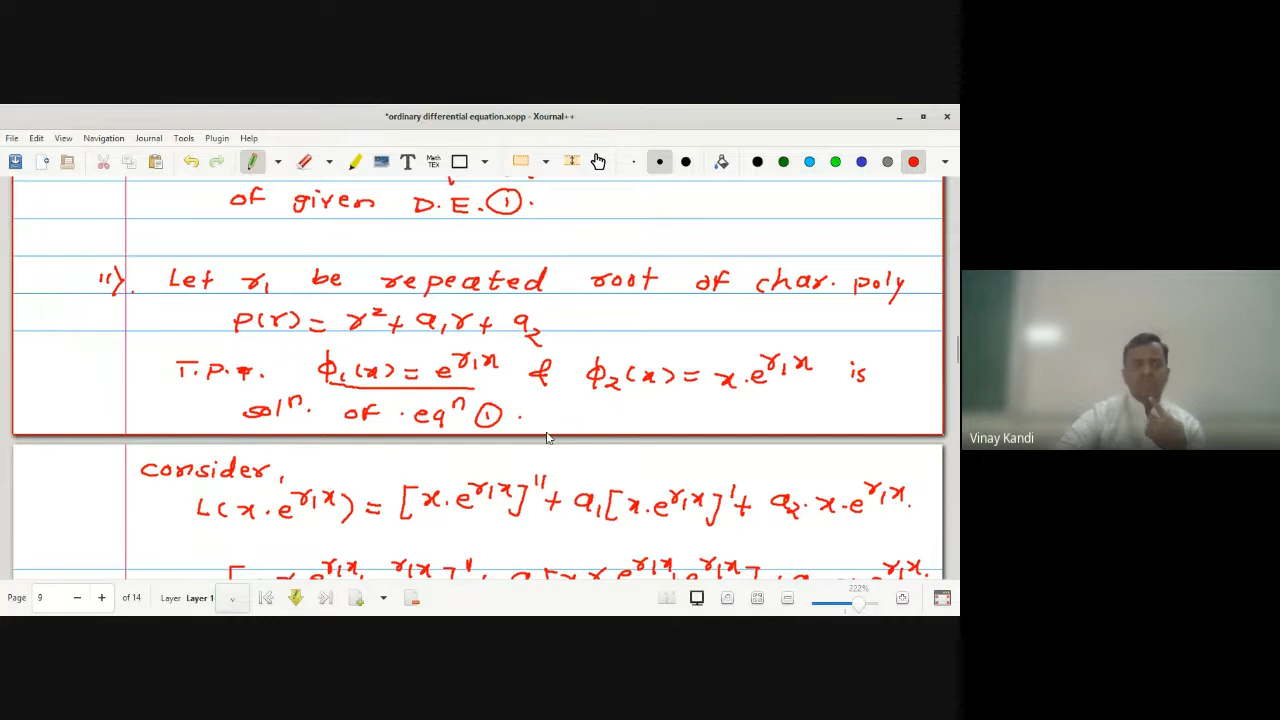 *ordinary differential equation.xopp - Xournal++
File Edit View Navigation Journal Tools Plugin Help
of given D.E. ①.
ii). Let r₁ be repeated root of char. poly
P(r) = r² + a₁r + a₂
T.P.T. ϕ₁(x) = e^{r₁x} & ϕ₂(x) = x.e^{r₁x} is
solⁿ. of .eqⁿ ① .
consider,
L(x.e^{r₁x}) = [x.e^{r₁x}]'' + a₁[x.e^{r₁x}]' + a₂.x.e^{r₁x}.
Page 9 of 14 Layer Layer 1 222%
Vinay Kandi